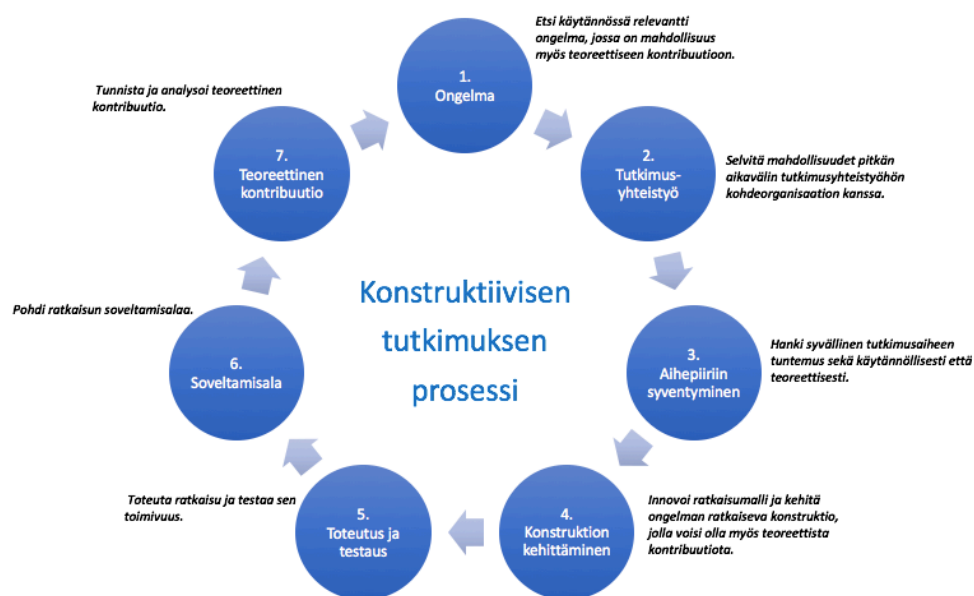 1.
Ongelma
Etsi käytännössä relevantti
ongelma, jossa on mahdollisuus
myös teoreettiseen kontribuutioon.
2.
Tutkimus-
yhteistyö
Selvitä mahdollisuudet pitkän
aikavälin tutkimusyhteistyöhön
kohdeorganisaation kanssa.
3.
Aihepiiriin
syventyminen
Hanki syvällinen tutkimusaiheen
tuntemus sekä käytännöllisesti että
teoreettisesti.
4.
Konstruktion
kehittäminen
Innovoi ratkaisumalli ja kehitä
ongelman ratkaiseva konstruktio,
jolla voisi olla myös teoreettista
kontribuutiota.
5.
Toteutus ja
testaus
Toteuta ratkaisu ja testaa sen
toimivuus.
6.
Soveltamisala
Pohdi ratkaisun soveltamisalaa.
7.
Teoreettinen
kontribuutio
Tunnista ja analysoi teoreettinen
kontribuutio.
Konstruktiivisen
tutkimuksen
prosessi